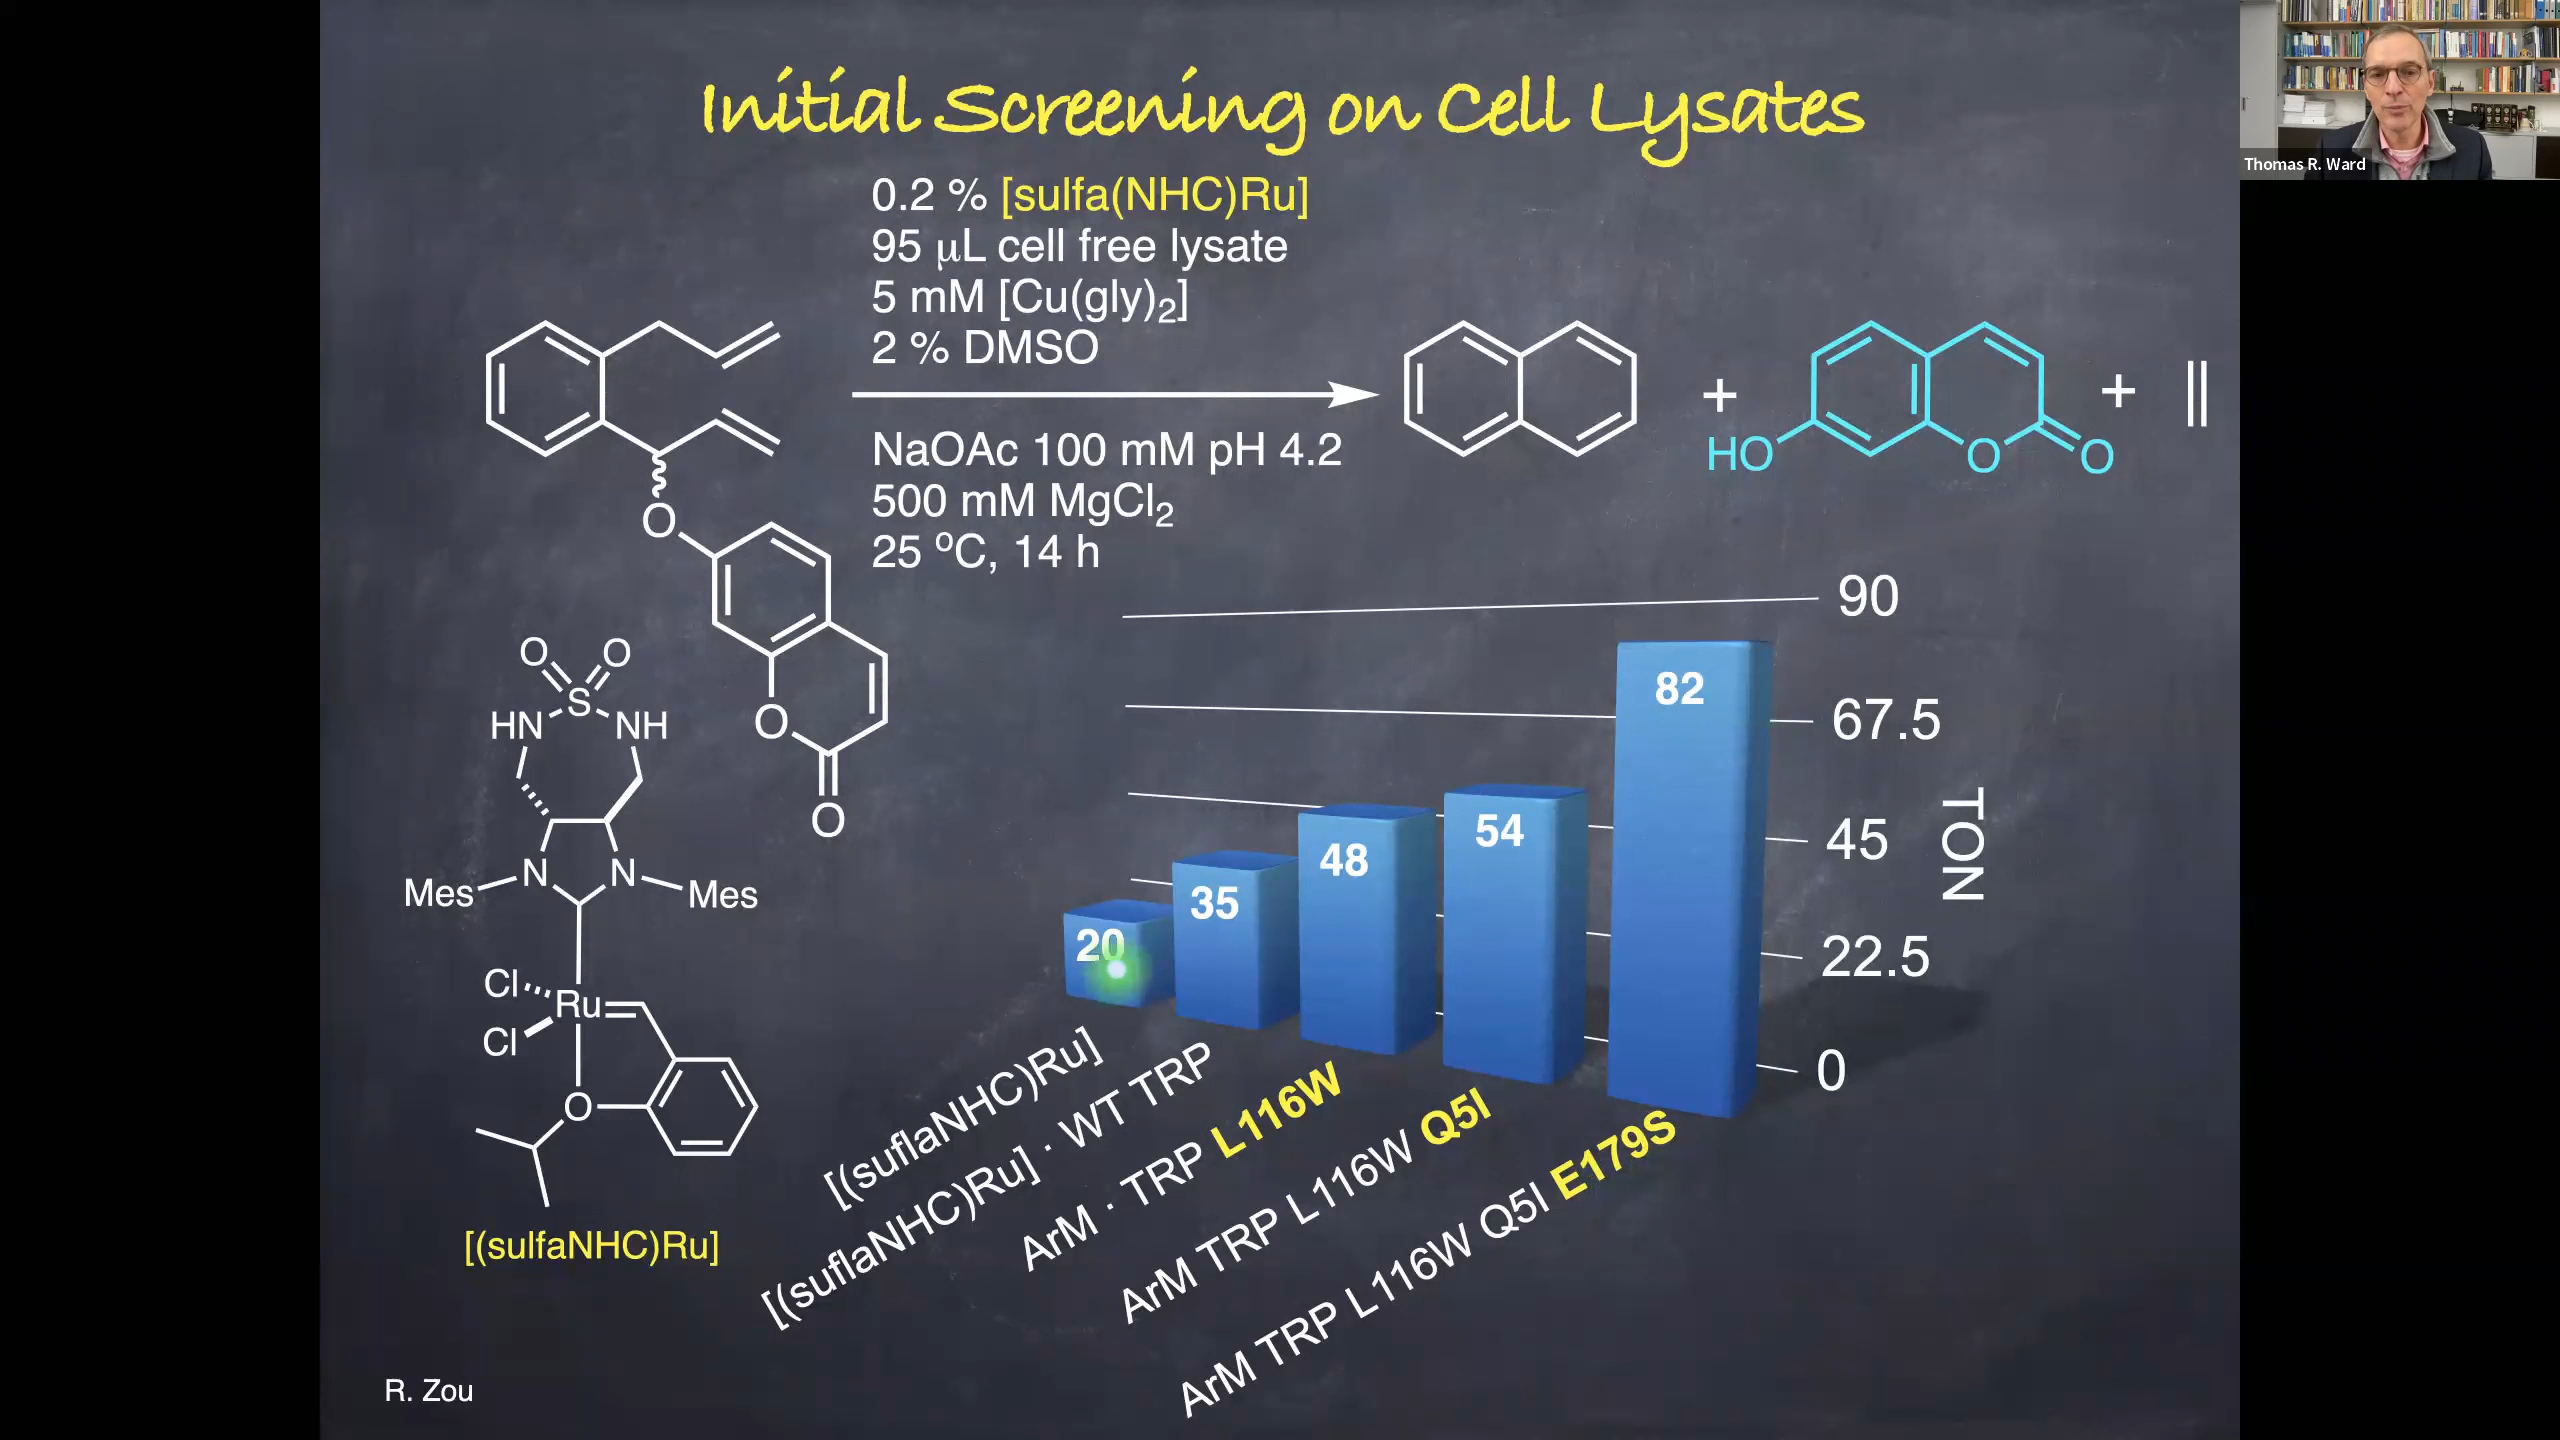 Initial Screening on Cell Lysates
Thomas R. Ward
0.2 % [sulfa(NHC)Ru]
95 µL cell free lysate
5 mM [Cu(gly)2]
2 % DMSO
NaOAc 100 mM pH 4.2
500 mM MgCl2
25 ºC, 14 h
O
O
O
+
HO
O
O
+
O O
S
HN NH
N N
Mes Mes
Cl
Ru
Cl
O
[(sulfaNHC)Ru]
90
67.5
45
22.5
0
TON
20
35
48
54
82
[(suflaNHC)Ru]
[(suflaNHC)Ru] · WT TRP
ArM · TRP L116W
ArM TRP L116W Q5I
ArM TRP L116W Q5I E179S
R. Zou